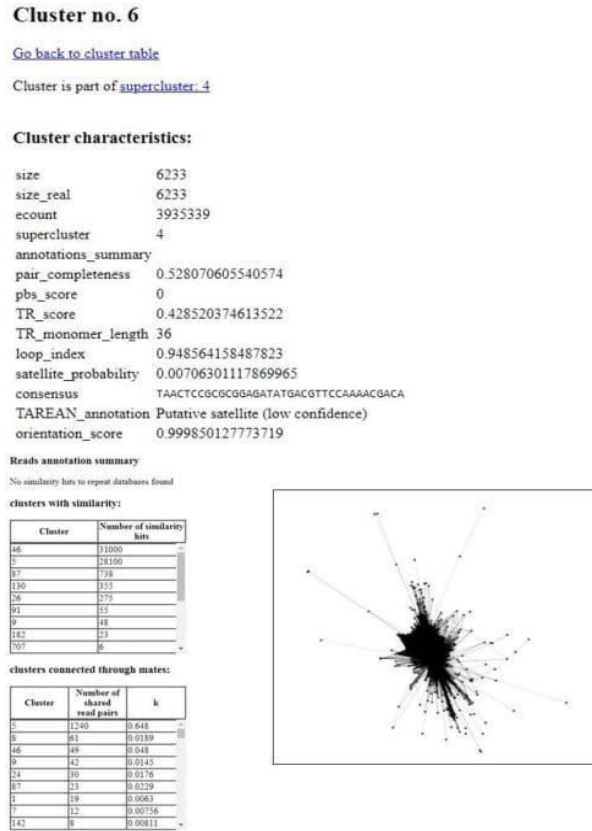 Cluster no. 6
Go back to cluster table
Cluster is part of supercluster: 4
Cluster characteristics:
size 6233
size_real 6233
ecount 3935339
supercluster 4
annotations_summary
pair_completeness 0.528070605540574
pbs_score 0
TR_score 0.428520374613522
TR_monomer_length 36
loop_index 0.948564158487823
satellite_probability 0.00706301117869965
consensus TAACTCCGCGCGGAGATATGACGTTCCAAAACGACA
TAREAN_annotation Putative satellite (low confidence)
orientation_score 0.999850127773719
Reads annotation summary
No similarity hits to repeat databases found
clusters with similarity:
Cluster Number of similarity hits
46 31000
5 28100
87 738
130 355
26 275
91 55
9 48
182 23
707 6
clusters connected through mates:
Cluster Number of shared read pairs k
5 1240 0.648
8 61 0.0189
46 49 0.048
9 42 0.0145
24 30 0.0176
87 23 0.0229
1 19 0.0063
7 12 0.00756
142 8 0.00811